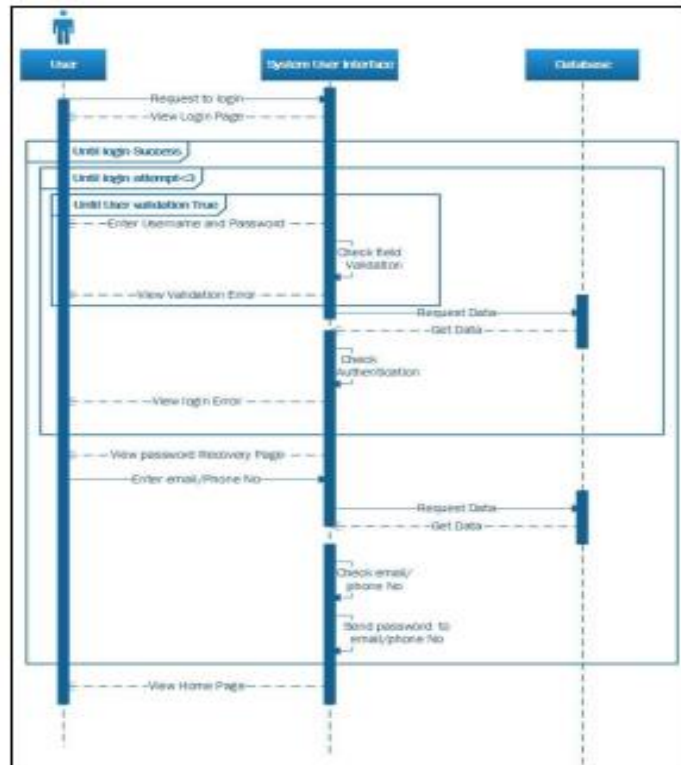 User
System User Interface
Database
Request to login
View Login Page
Until login Success
Until login attempt<3
Until User validation True
Enter Username and Password
Check field
Validation
View Validation Error
Request Data
Get Data
Check
Authentication
View login Error
View password Recovery Page
Enter email/Phone No
Request Data
Get Data
Check email/
phone No
Send password to
email/phone No
View Home Page